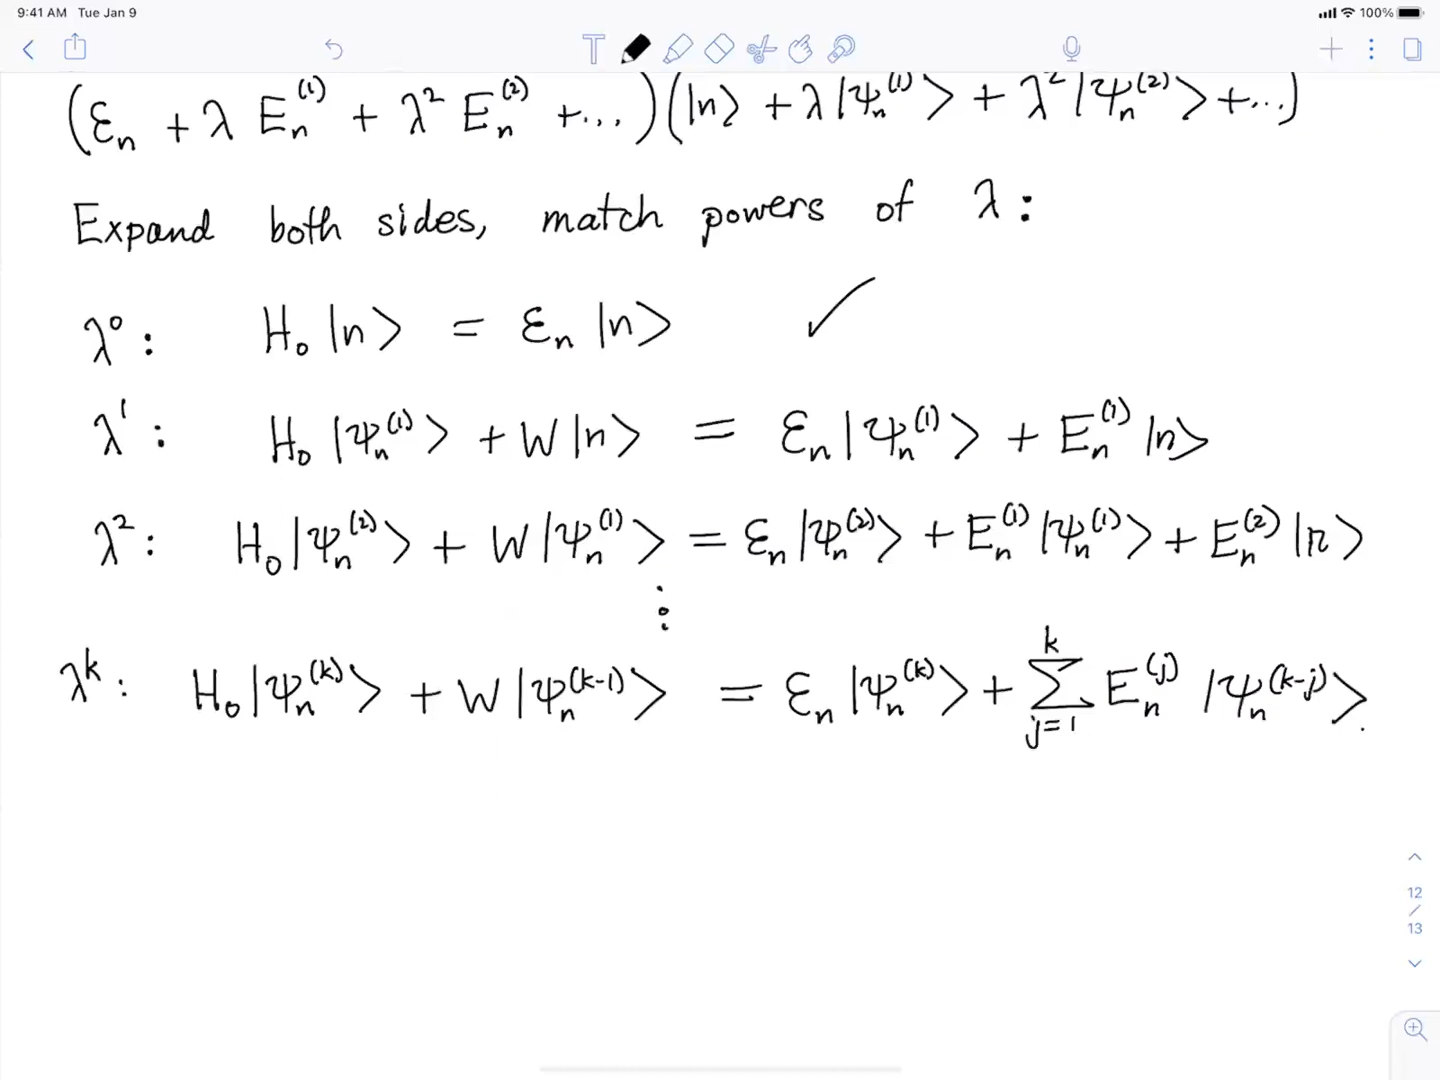 9:41 AM Tue Jan 9 100%
(ℰₙ + λ Eₙ⁽¹⁾ + λ² Eₙ⁽²⁾ + ...)(|n⟩ + λ|ψₙ⁽¹⁾⟩ + λ²|ψₙ⁽²⁾⟩ + ...)
Expand both sides, match powers of λ:
λ⁰: H₀|n⟩ = ℰₙ|n⟩ ✓
λ¹: H₀|ψₙ⁽¹⁾⟩ + W|n⟩ = ℰₙ|ψₙ⁽¹⁾⟩ + Eₙ⁽¹⁾|n⟩
λ²: H₀|ψₙ⁽²⁾⟩ + W|ψₙ⁽¹⁾⟩ = ℰₙ|ψₙ⁽²⁾⟩ + Eₙ⁽¹⁾|ψₙ⁽¹⁾⟩ + Eₙ⁽²⁾|n⟩
⋮
λᵏ: H₀|ψₙ⁽ᵏ⁾⟩ + W|ψₙ⁽ᵏ⁻¹⁾⟩ = ℰₙ|ψₙ⁽ᵏ⁾⟩ + ∑ⱼ₌₁ᵏ Eₙ⁽ʲ⁾ |ψₙ⁽ᵏ⁻ʲ⁾⟩.
12
/
13